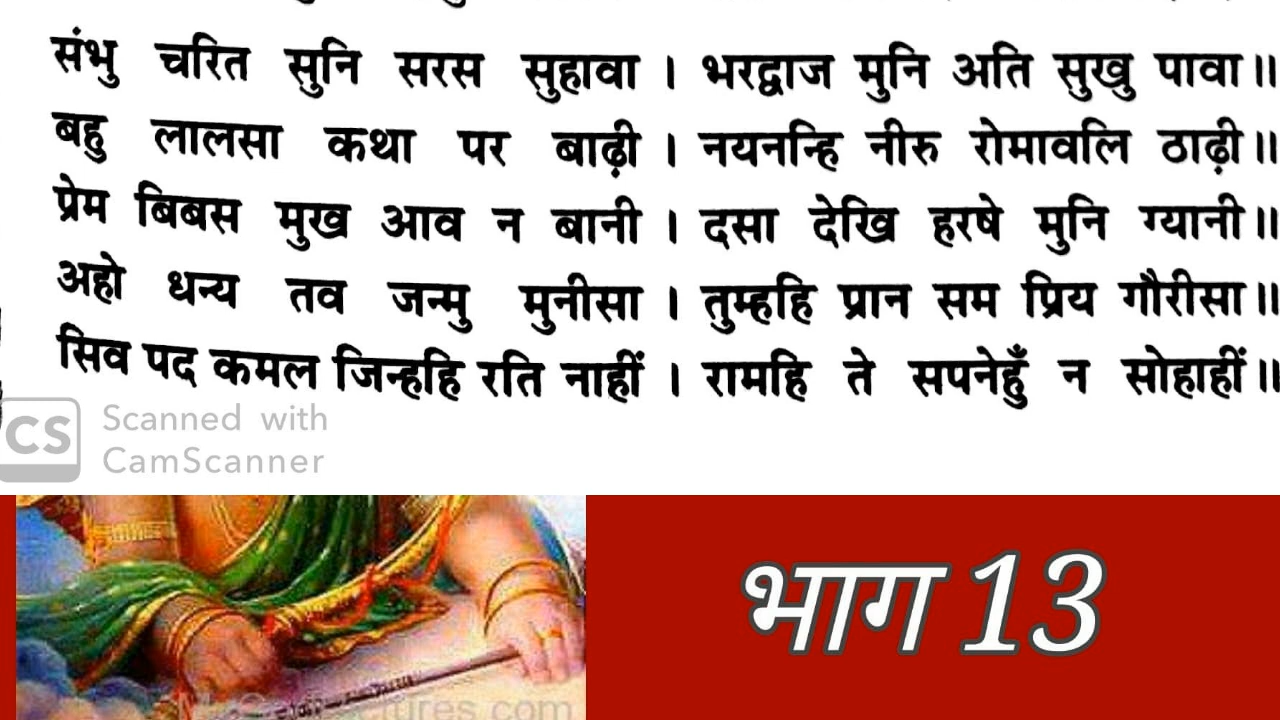 संभु चरित सुनि सरस सुहावा । भरद्वाज मुनि अति सुखु पावा॥
बहु लालसा कथा पर बाढ़ी । नयनन्हि नीरु रोमावलि ठाढ़ी॥
प्रेम बिबस मुख आव न बानी । दसा देखि हरषे मुनि ग्यानी॥
अहो धन्य तव जन्मु मुनीसा । तुम्हहि प्रान सम प्रिय गौरीसा॥
सिव पद कमल जिन्हहि रति नाहीं । रामहि ते सपनेहुँ न सोहाहीं॥
CS Scanned with
CamScanner
भाग 13